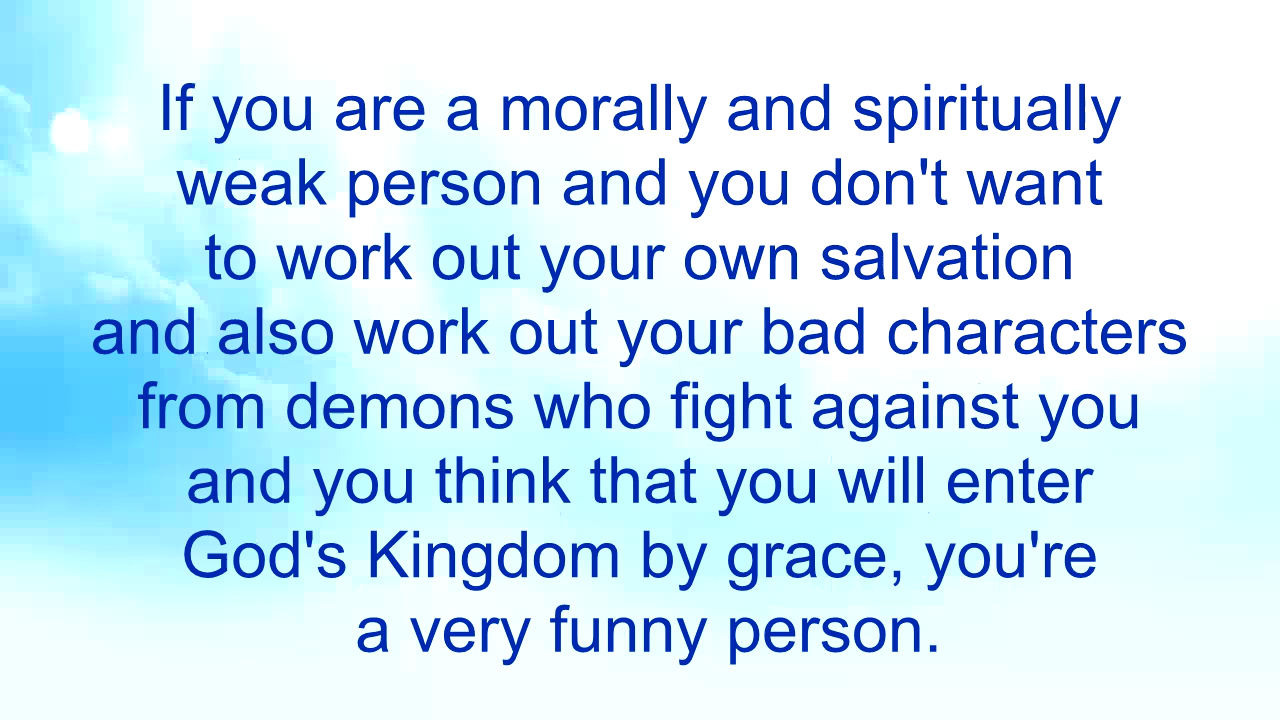 If you are a morally and spiritually
weak person and you don't want
to work out your own salvation
and also work out your bad characters
from demons who fight against you
and you think that you will enter
God's Kingdom by grace, you're
a very funny person.